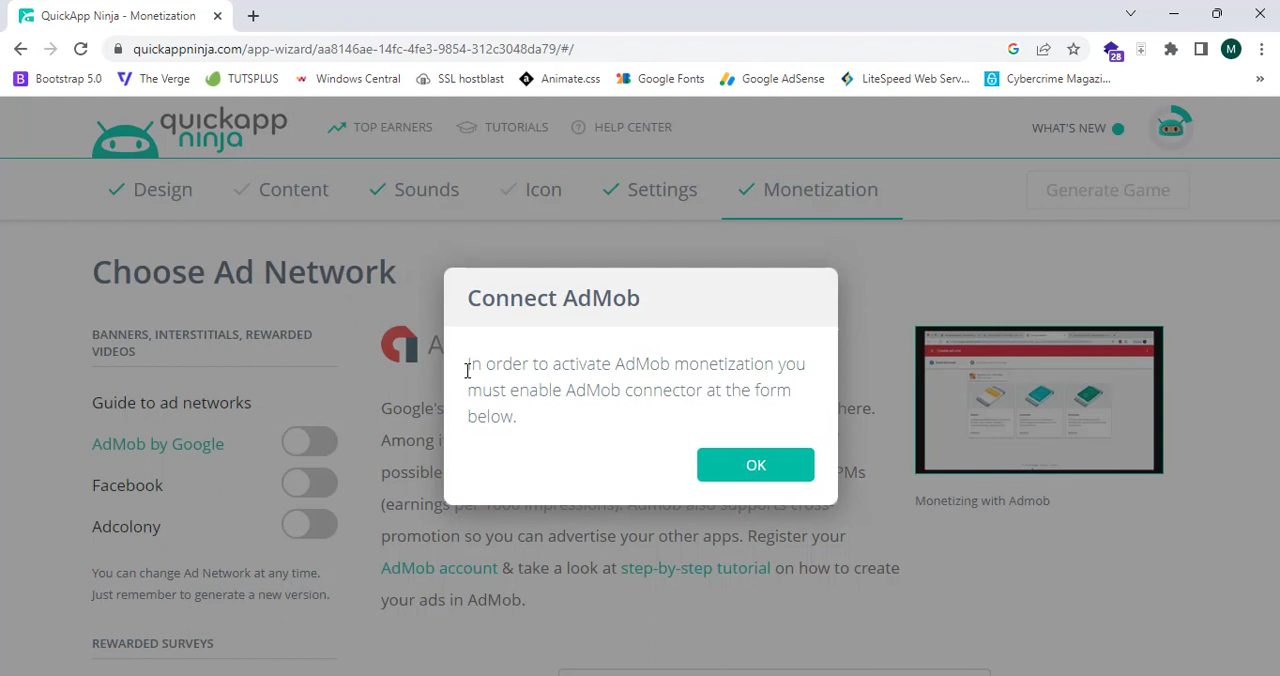 QuickApp Ninja - Monetization
quickappninja.com/app-wizard/aa8146ae-14fc-4fe3-9854-312c3048da79/#/
28
M
Bootstrap 5.0
The Verge
TUTSPLUS
Windows Central
SSL hostblast
Animate.css
Google Fonts
Google AdSense
LiteSpeed Web Serv...
Cybercrime Magazi...
quickapp
ninja
TOP EARNERS
TUTORIALS
HELP CENTER
WHAT'S NEW
Design
Content
Sounds
Icon
Settings
Monetization
Generate Game
Choose Ad Network
BANNERS, INTERSTITIALS, REWARDED
VIDEOS
Guide to ad networks
AdMob by Google
Facebook
Adcolony
You can change Ad Network at any time.
Just remember to generate a new version.
REWARDED SURVEYS
Connect AdMob
In order to activate AdMob monetization you
must enable AdMob connector at the form
below.
OK
Google's
here.
Among i
possible
PMs
(earnings per 1000 impressions). Admob also supports cross-
promotion so you can advertise your other apps. Register your
AdMob account & take a look at step-by-step tutorial on how to create
your ads in AdMob.
Monetizing with Admob